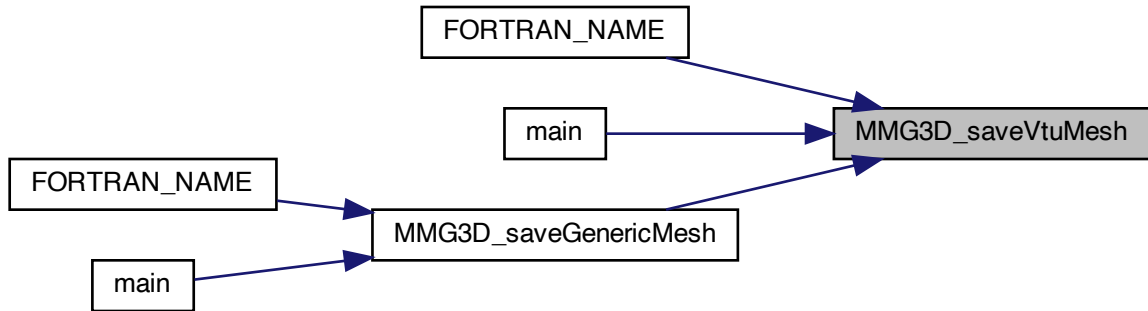 FORTRAN_NAME
main
MMG3D_saveVtuMesh
FORTRAN_NAME
MMG3D_saveGenericMesh
main